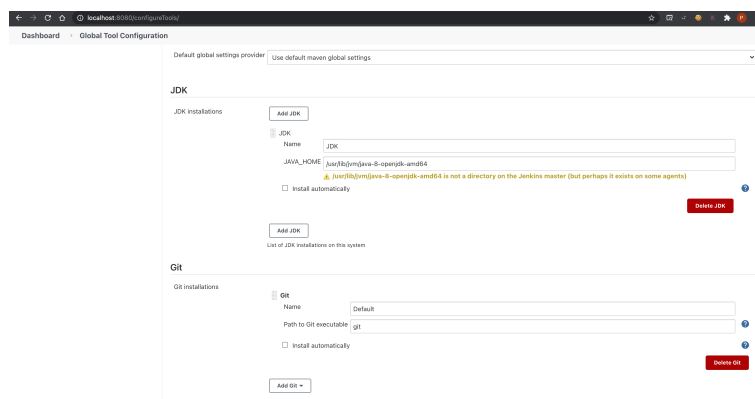 localhost:8080/configureTools/
Dashboard
Global Tool Configuration
Default global settings provider
Use default maven global settings
JDK
JDK installations
Add JDK
JDK
Name
JDK
JAVA_HOME
/usr/lib/jvm/java-8-openjdk-amd64
/usr/lib/jvm/java-8-openjdk-amd64 is not a directory on the Jenkins master (but perhaps it exists on some agents)
Install automatically
Delete JDK
Add JDK
List of JDK installations on this system
Git
Git installations
Git
Name
Default
Path to Git executable
git
Install automatically
Delete Git
Add Git